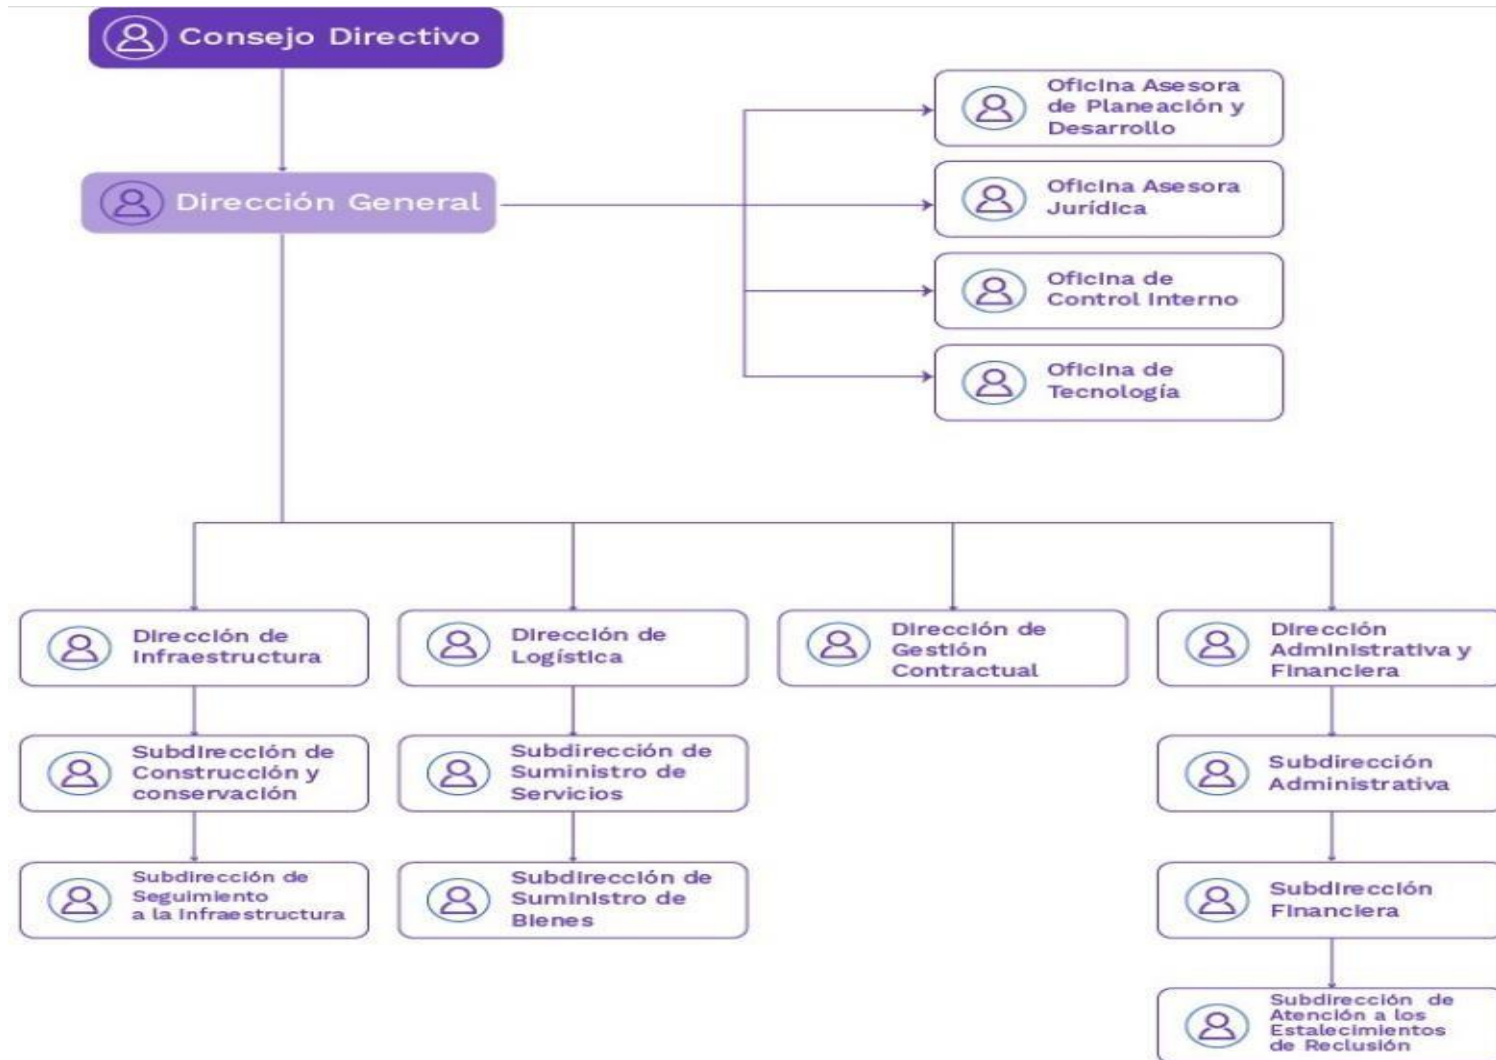 Consejo Directivo
Dirección General
Oficina Asesora
de Planeación y
Desarrollo
Oficina Asesora
Jurídica
Oficina de
Control Interno
Oficina de
Tecnología
Dirección de
Infraestructura
Subdirección de
Construcción y
conservación
Subdirección de
Seguimiento
a la Infraestructura
Dirección de
Logística
Subdirección de
Suministro de
Servicios
Subdirección de
Suministro de
Bienes
Dirección de
Gestión
Contractual
Dirección
Administrativa y
Financiera
Subdirección
Administrativa
Subdirección
Financiera
Subdirección de
Atención a los
Estalecimientos
de Reclusión